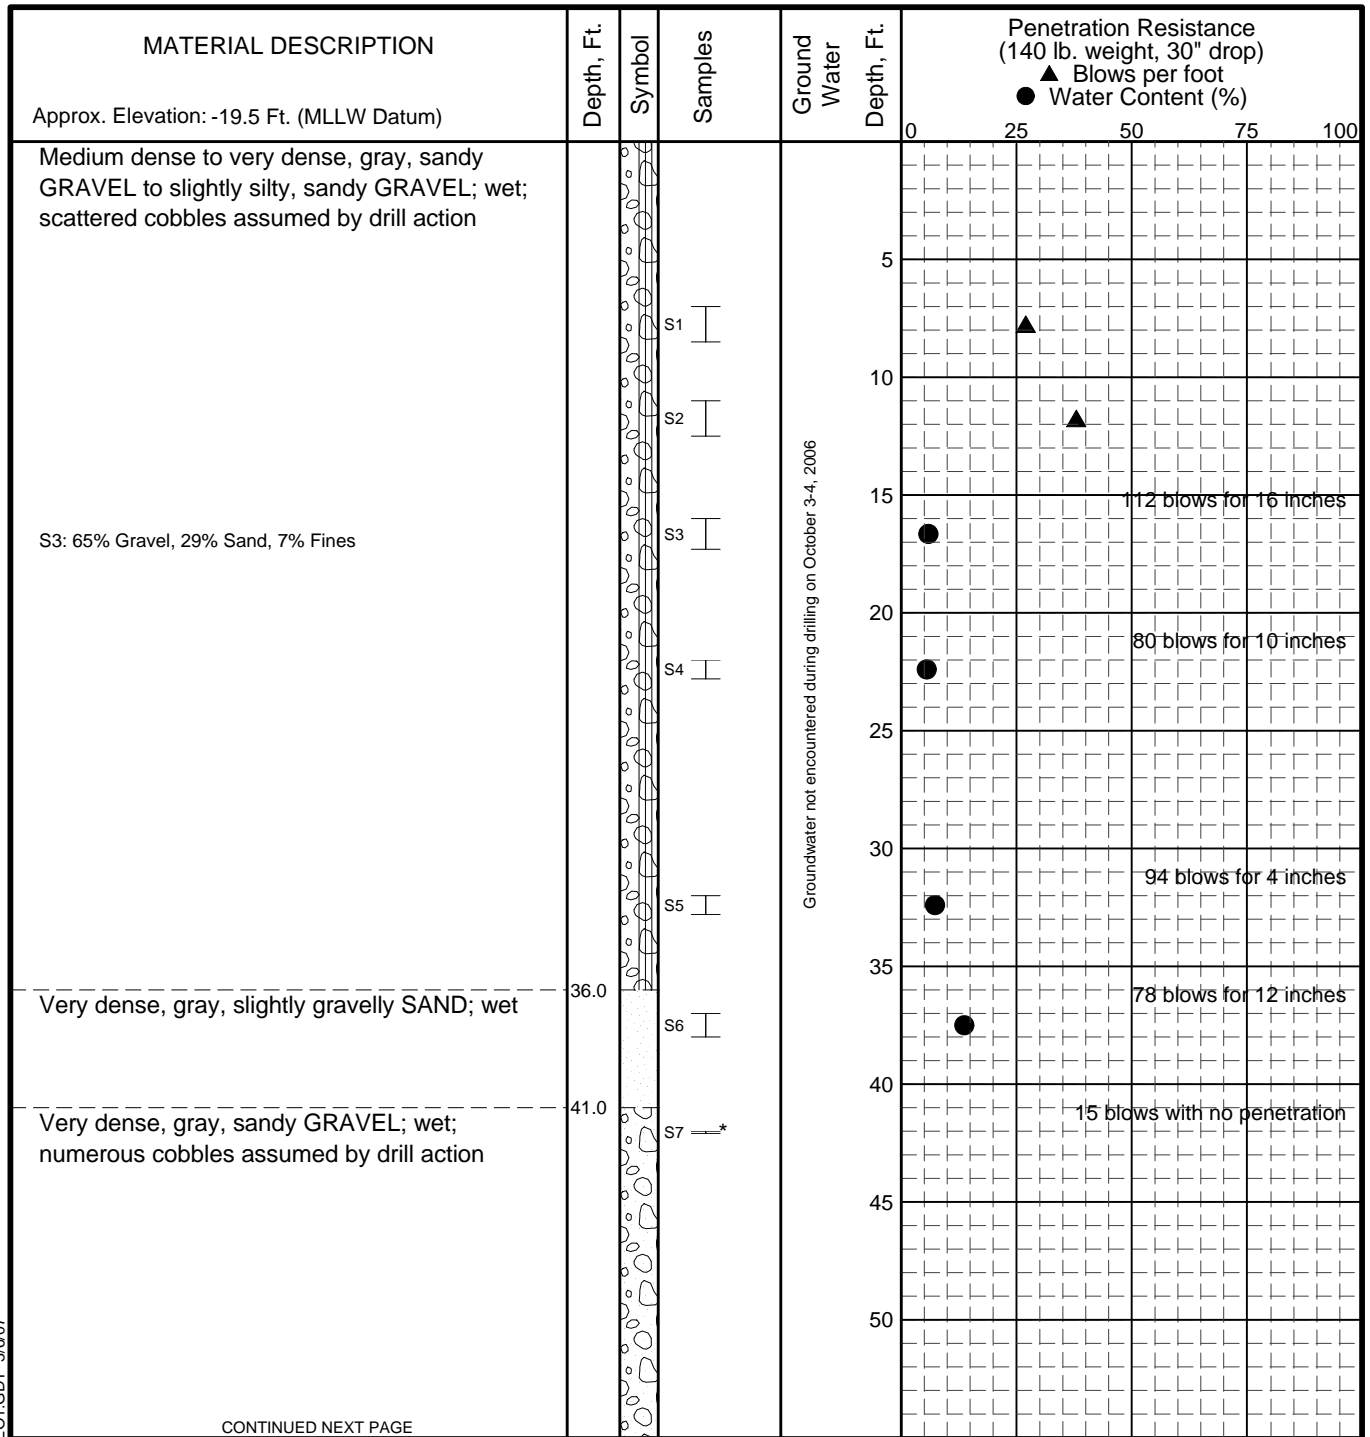 MATERIAL DESCRIPTION
Approx. Elevation: -19.5 Ft. (MLLW Datum)
Depth, Ft.
Symbol
Samples
Ground
Water
Depth, Ft.
Penetration Resistance
(140 lb. weight, 30" drop)
▲ Blows per foot
● Water Content (%)
0 25 50 75 100
Medium dense to very dense, gray, sandy
GRAVEL to slightly silty, sandy GRAVEL; wet;
scattered cobbles assumed by drill action
5
S1
10
S2
Groundwater not encountered during drilling on October 3-4, 2006
15
112 blows for 16 inches
S3: 65% Gravel, 29% Sand, 7% Fines
S3
20
80 blows for 10 inches
S4
25
30
94 blows for 4 inches
S5
35
36.0
Very dense, gray, slightly gravelly SAND; wet
78 blows for 12 inches
S6
40
41.0
Very dense, gray, sandy GRAVEL; wet;
numerous cobbles assumed by drill action
15 blows with no penetration
S7 *
45
50
CONTINUED NEXT PAGE